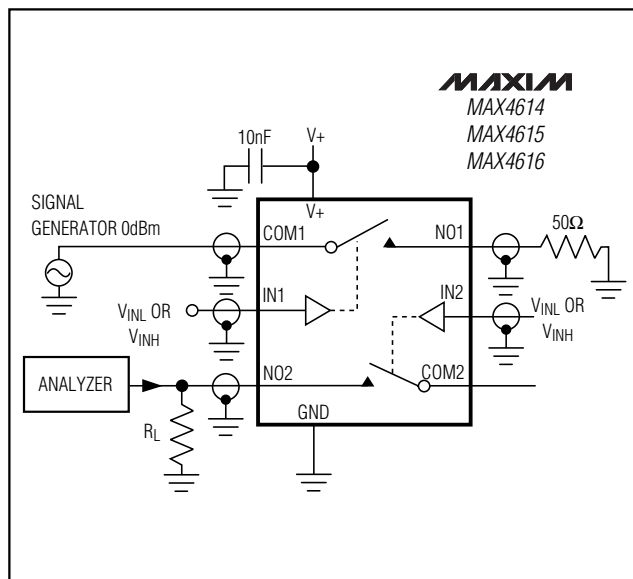 MAXIM
MAX4614
MAX4615
MAX4616
10nF
V+
V+
SIGNAL
GENERATOR 0dBm
COM1
NO1
50Ω
IN1
IN2
VINL OR
VINH
VINL OR
VINH
ANALYZER
NO2
COM2
RL
GND